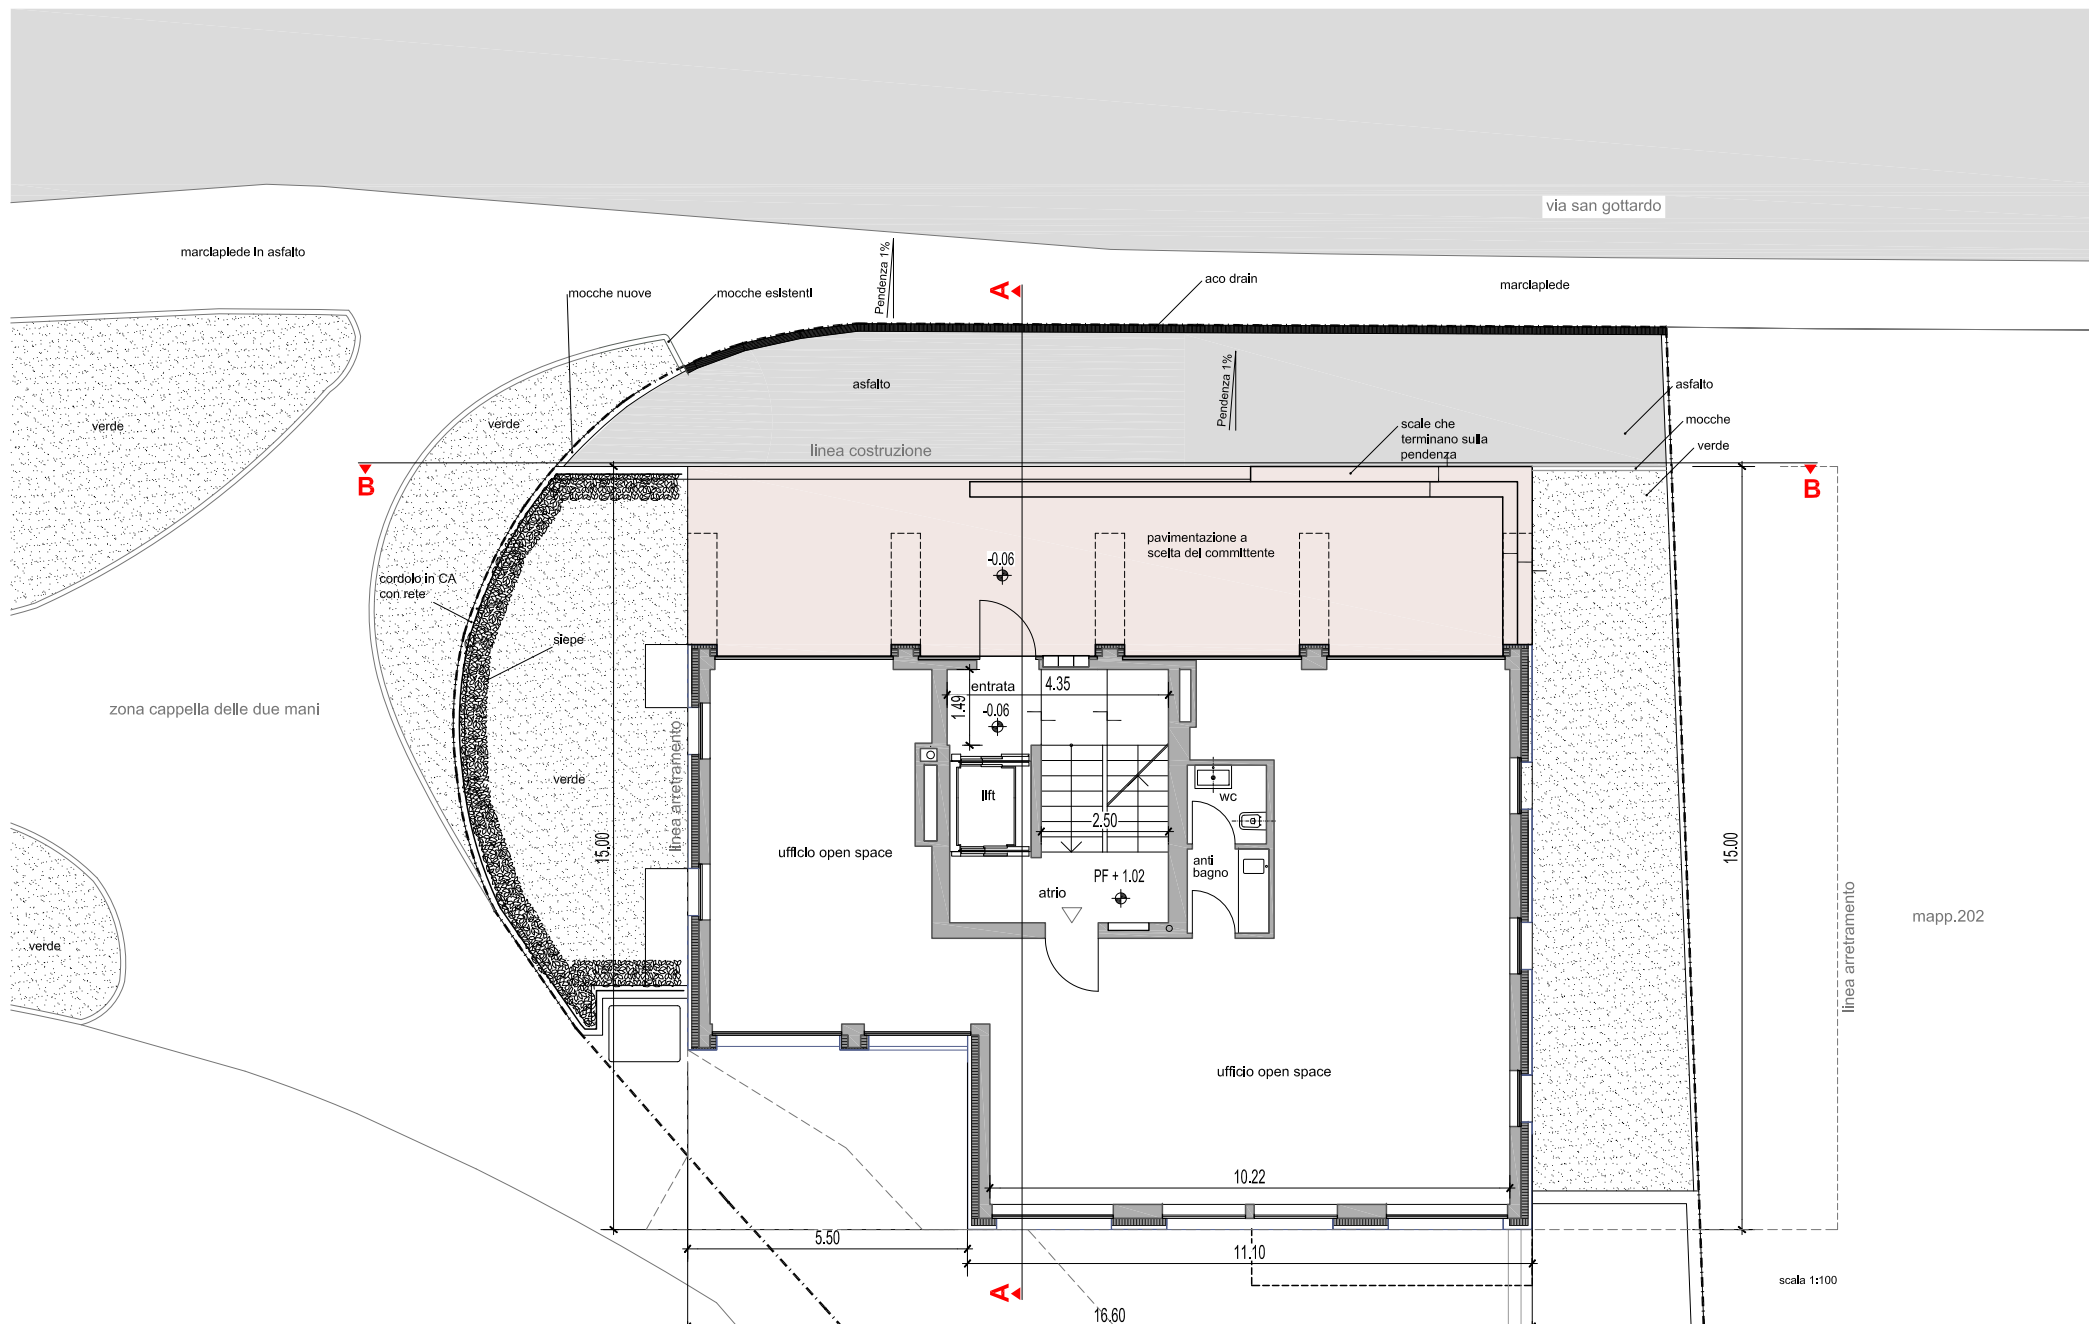 via san gottardo
marciapiede in asfalto
Pendenza 1%
A
aco drain
marciapiede
mocche nuove
mocche esistenti
asfalto
Pendenza 1%
asfalto
mocche
verde
verde
verde
scale che
terminano sulla
pendenza
linea costruzione
B
B
pavimentazione a
scelta del committente
-0.06
cordolo in CA
con rete
siepe
entrata
4.35
1.49
-0.06
zona cappella delle due mani
linea arretramento
verde
lift
wc
2.50
15.00
15.00
ufficio open space
anti
bagno
PF + 1.02
atrio
verde
mapp.202
linea arretramento
ufficio open space
10.22
5.50
11.10
A
16.60
scala 1:100